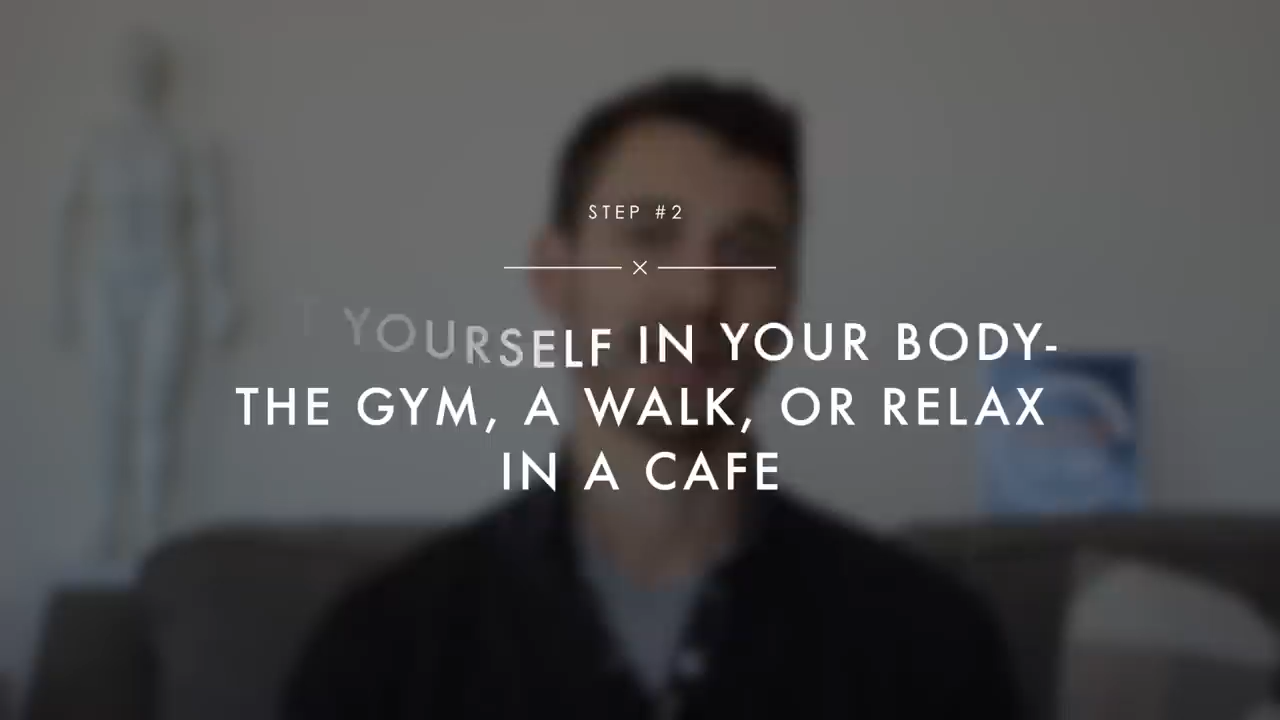 STEP #2
YOURSELF IN YOUR BODY-
THE GYM, A WALK, OR RELAX
IN A CAFE